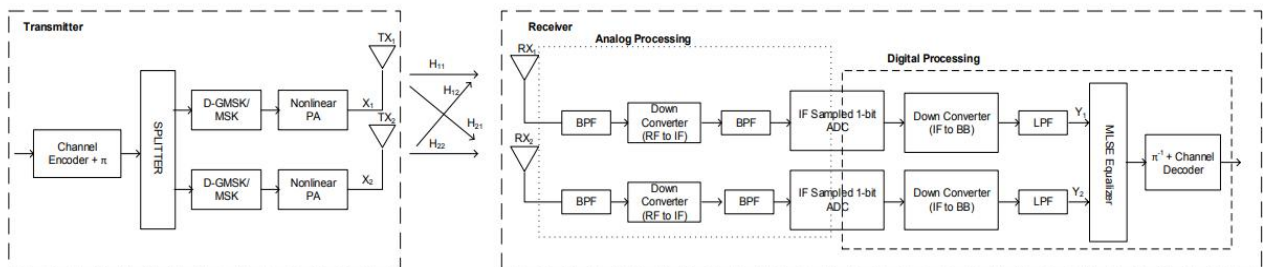 Transmitter
Channel
Encoder + π
SPLITTER
D-GMSK/
MSK
Nonlinear
PA
X1
TX1
D-GMSK/
MSK
Nonlinear
PA
X2
TX2
H11
H12
H21
H22
Receiver
Analog Processing
Digital Processing
RX1
BPF
Down
Converter
(RF to IF)
BPF
IF Sampled 1-bit
ADC
Down Converter
(IF to BB)
LPF
Y1
RX2
BPF
Down
Converter
(RF to IF)
BPF
IF Sampled 1-bit
ADC
Down Converter
(IF to BB)
LPF
Y2
MLSE Equalizer
π-1 + Channel
Decoder